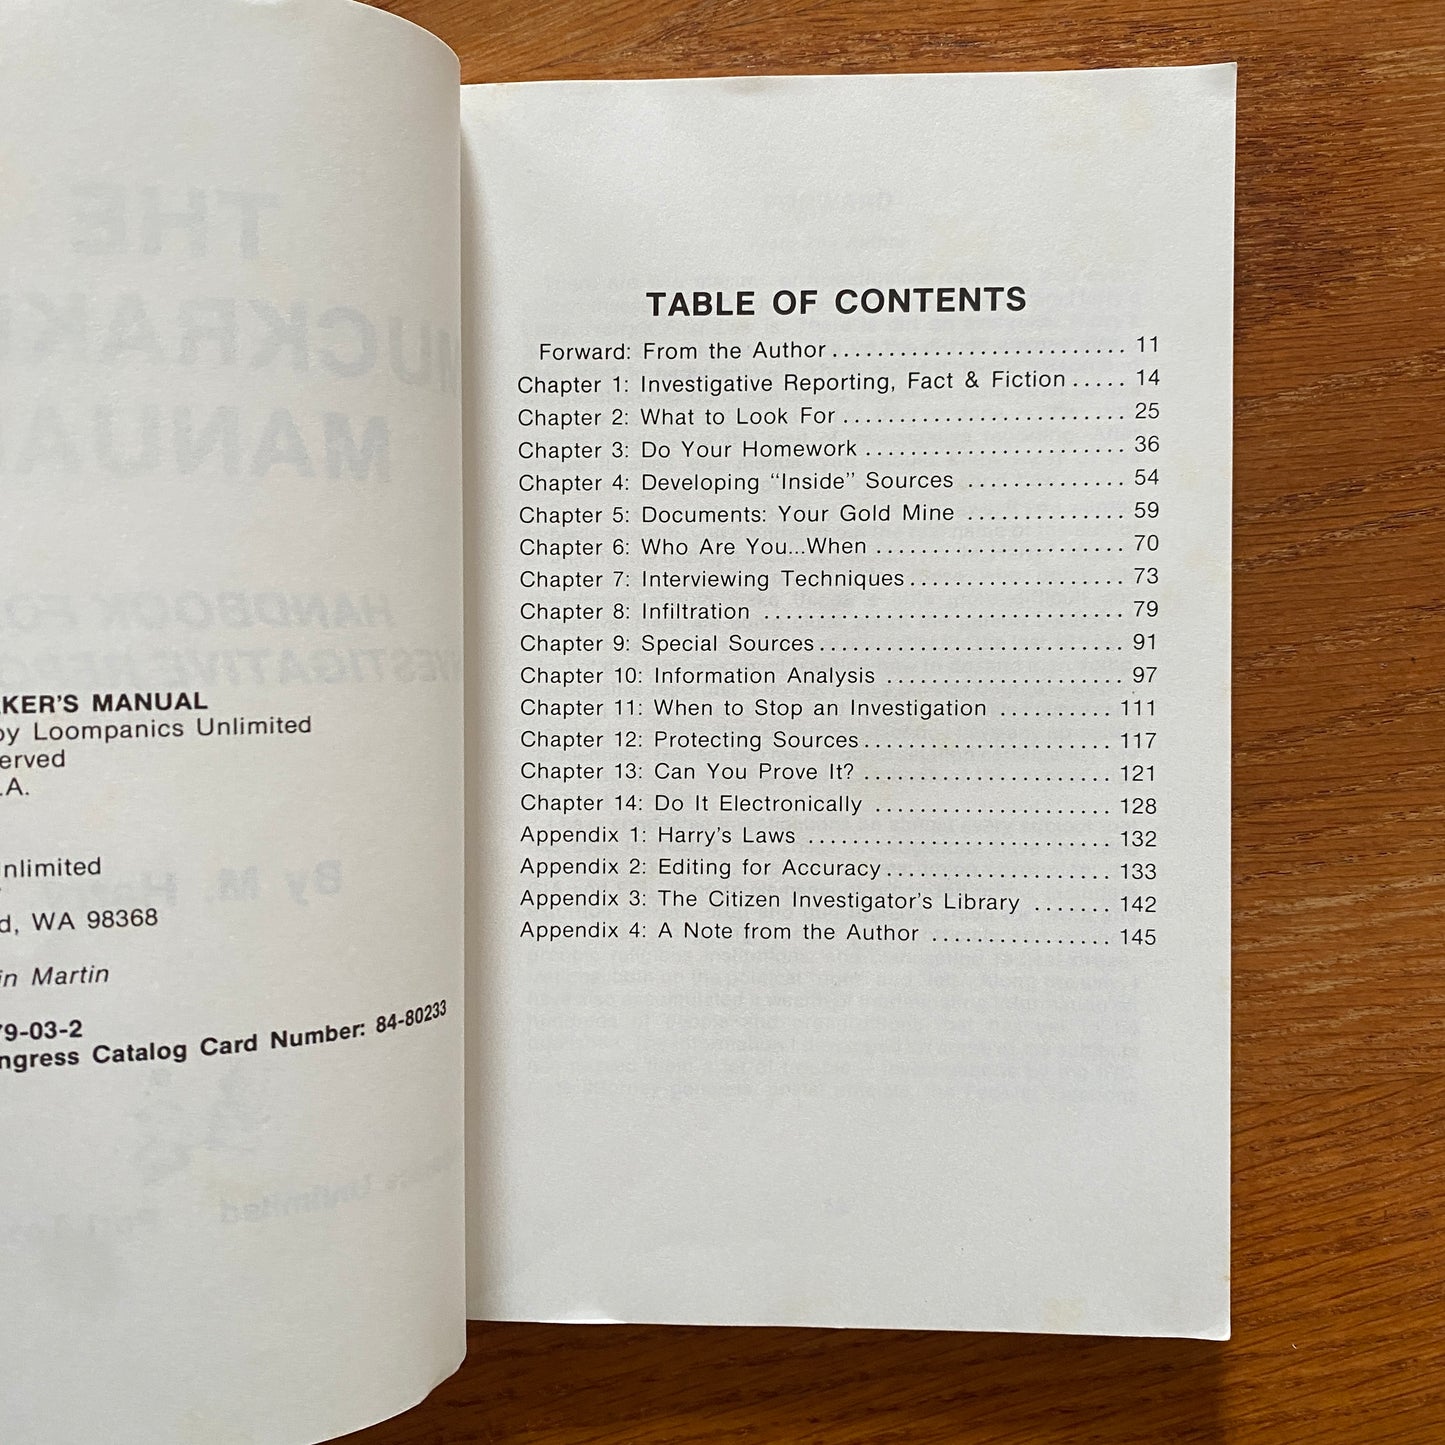 KER'S MANUAL
by Loompanics Unlimited
erved
.A.
nlimited
d, WA 98368
in Martin
79-03-2
ngress Catalog Card Number: 84-80233
TABLE OF CONTENTS
Forward: From the Author.......................... 11
Chapter 1: Investigative Reporting, Fact & Fiction..... 14
Chapter 2: What to Look For......................... 25
Chapter 3: Do Your Homework....................... 36
Chapter 4: Developing "Inside" Sources .............. 54
Chapter 5: Documents: Your Gold Mine .............. 59
Chapter 6: Who Are You...When...................... 70
Chapter 7: Interviewing Techniques................... 73
Chapter 8: Infiltration ................................ 79
Chapter 9: Special Sources........................... 91
Chapter 10: Information Analysis ...................... 97
Chapter 11: When to Stop an Investigation .......... 111
Chapter 12: Protecting Sources...................... 117
Chapter 13: Can You Prove It?...................... 121
Chapter 14: Do It Electronically ..................... 128
Appendix 1: Harry's Laws ........................... 132
Appendix 2: Editing for Accuracy.................... 133
Appendix 3: The Citizen Investigator's Library ....... 142
Appendix 4: A Note from the Author ................ 145